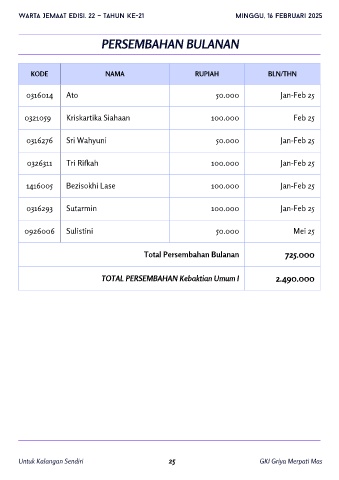 WARTA JEMAAT EDISI. 22 – TAHUN KE-21 MINGGU, 16 FEBRUARI 2025
PERSEMBAHAN BULANAN
KODE NAMA RUPIAH BLN/THN
0316014 Ato 50.000 Jan-Feb 25
0321059 Kriskartika Siahaan 100.000 Feb 25
0316276 Sri Wahyuni 50.000 Jan-Feb 25
0326311 Tri Rifkah 100.000 Jan-Feb 25
1416005 Bezisokhi Lase 100.000 Jan-Feb 25
0316293 Sutarmin 100.000 Jan-Feb 25
0926006 Sulistini 50.000 Mei 25
Total Persembahan Bulanan 725.000
TOTAL PERSEMBAHAN Kebaktian Umum I 2.490.000
Untuk Kalangan Sendiri 25 GKI Griya Merpati Mas